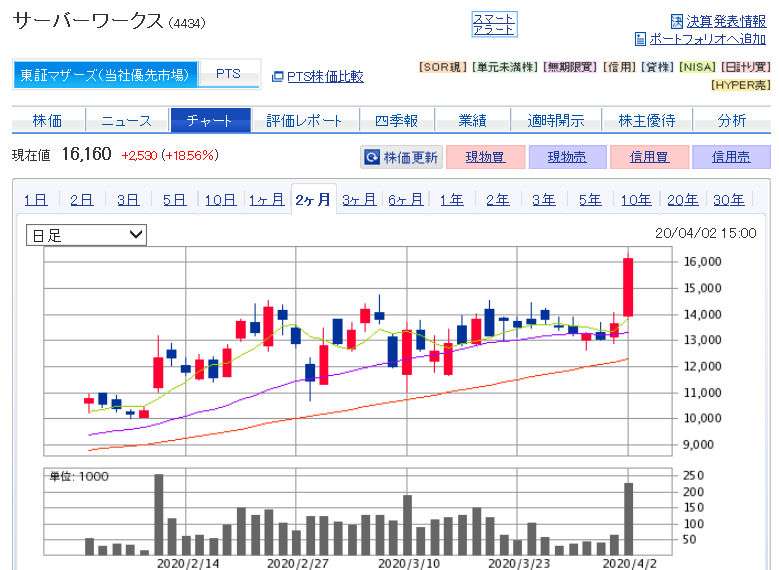 サーバーワークス (4434)
スマート
アラート
決算発表情報
ポートフォリオへ追加
東証マザーズ(当社優先市場) PTS PTS株価比較
[SOR現] [単元未満株] [無期限買] [信用] [貸株] [NISA] [日計り買]
[HYPER売]
株価 ニュース チャート 評価レポート 四季報 業績 適時開示 株主優待 分析
現在値 16,160 +2,530 (+18.56%) 株価更新 現物買 現物売 信用買 信用売
1日 2日 3日 5日 10日 1ヶ月 2ヶ月 3ヶ月 6ヶ月 1年 2年 3年 5年 10年 20年 30年
日足 20/04/02 15:00
16,000
15,000
14,000
13,000
12,000
11,000
10,000
9,000
単位: 1000
250
200
150
100
50
2020/2/14 2020/2/27 2020/3/10 2020/3/23 2020/4/2